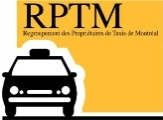 RPTM
Regroupement des Propriétaires de Taxis de Montréal